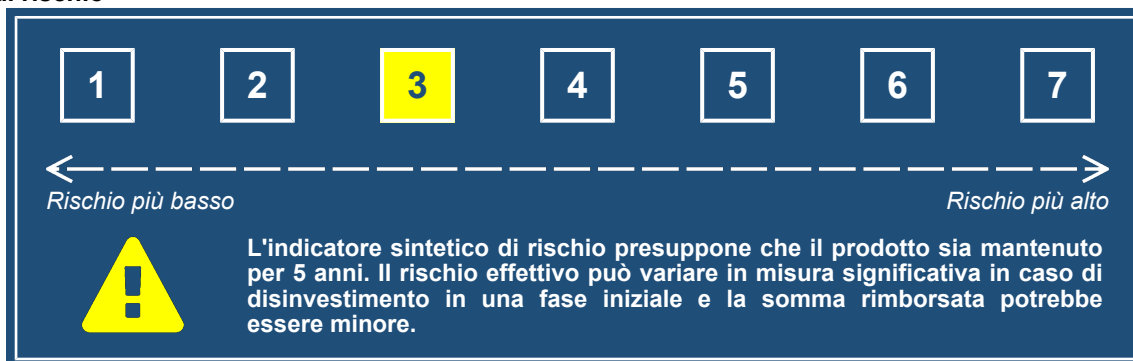 di rischio
1 2 3 4 5 6 7
Rischio più basso Rischio più alto
L'indicatore sintetico di rischio presuppone che il prodotto sia mantenuto
per 5 anni. Il rischio effettivo può variare in misura significativa in caso di
disinvestimento in una fase iniziale e la somma rimborsata potrebbe
essere minore.